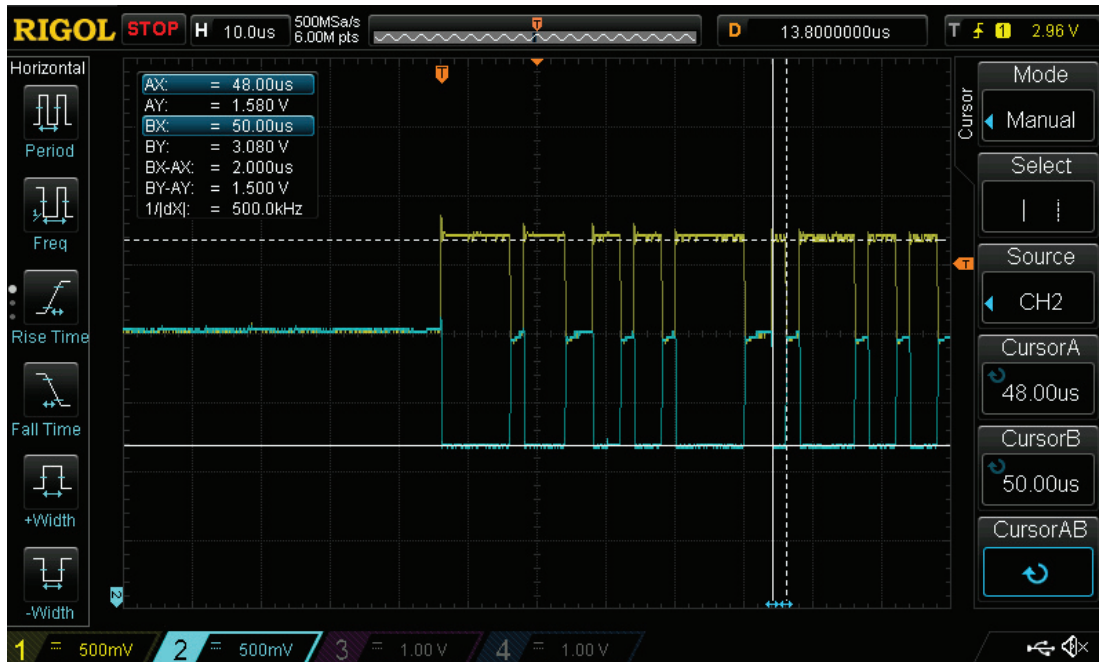 RIGOL STOP H 10.0us 500MSa/s 6.00M pts D 13.8000000us T 1 2.96 V
T
Horizontal
Period
Freq
Rise Time
Fall Time
+Width
-Width
AX: = 48.00us
AY: = 1.580 V
BX: = 50.00us
BY: = 3.080 V
BX-AX: = 2.000us
BY-AY: = 1.500 V
1/|dX|: = 500.0kHz
T
T
2
Cursor
Mode
Manual
Select
Source
CH2
CursorA
48.00us
CursorB
50.00us
CursorAB
1 = 500mV 2 = 500mV 3 = 1.00 V 4 = 1.00 V